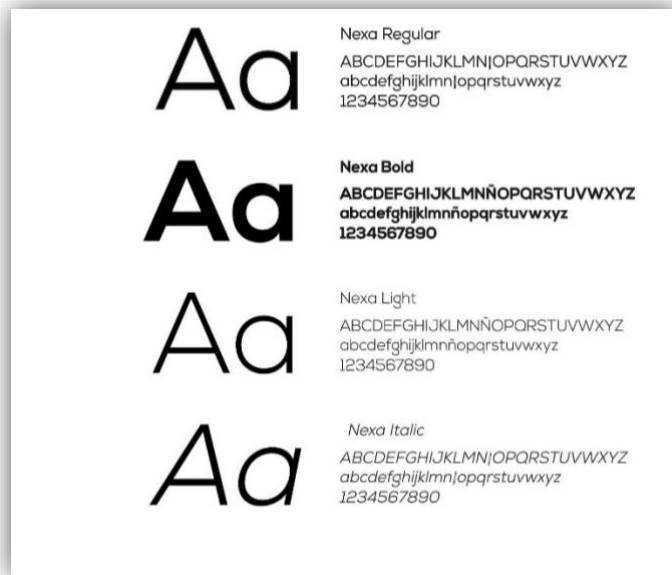 Aa
Nexa Regular
ABCDEFGHIJKLMN|OPQRSTUVWXYZ
abcdefghijklmn|opqrstuvwxyz
1234567890
Aa
Nexa Bold
ABCDEFGHIJKLMNÑOPQRSTUVWXYZ
abcdefghijklmnñopqrstuvwxyz
1234567890
Aa
Nexa Light
ABCDEFGHIJKLMNÑOPQRSTUVWXYZ
abcdefghijklmnñopqrstuvwxyz
1234567890
Aa
Nexa Italic
ABCDEFGHIJKLMN|OPQRSTUVWXYZ
abcdefghijklmn|opqrstuvwxyz
1234567890